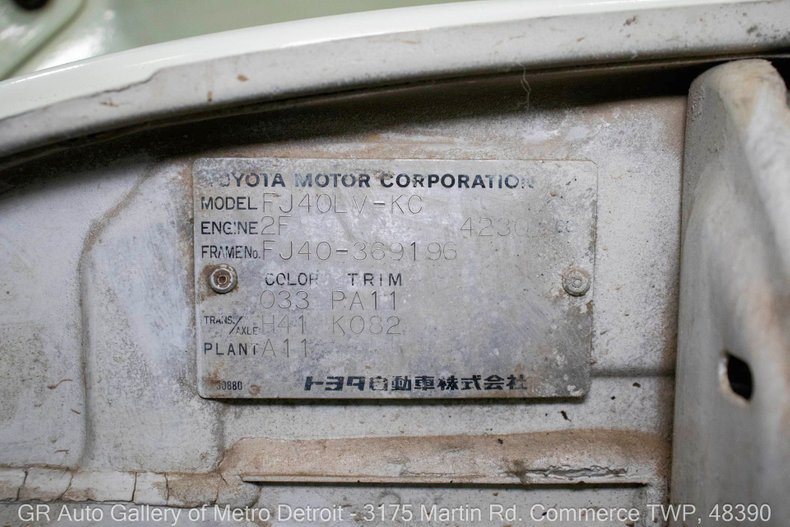 TOYOTA MOTOR CORPORATION
MODEL FJ40LV-KC
ENGINE 2F 4230 cc
FRAME No. FJ40-369196
COLOR TRIM
033 PA11
TRANS./AXLE H41 K082
PLANT A11
トヨタ自動車株式会社
GR Auto Gallery of Metro Detroit - 3175 Martin Rd. Commerce TWP, 48390